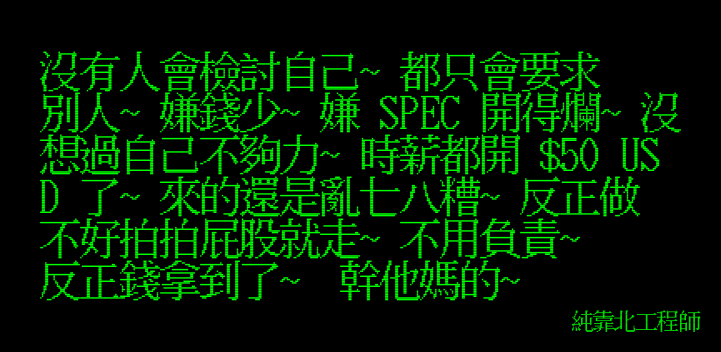 沒有人會檢討自己~ 都只會要求
別人~ 嫌錢少~ 嫌 SPEC 開得爛~ 沒
想過自己不夠力~ 時薪都開 $50 US
D 了~ 來的還是亂七八糟~ 反正做
不好拍拍屁股就走~ 不用負責~
反正錢拿到了~ 幹他媽的~
純靠北工程師